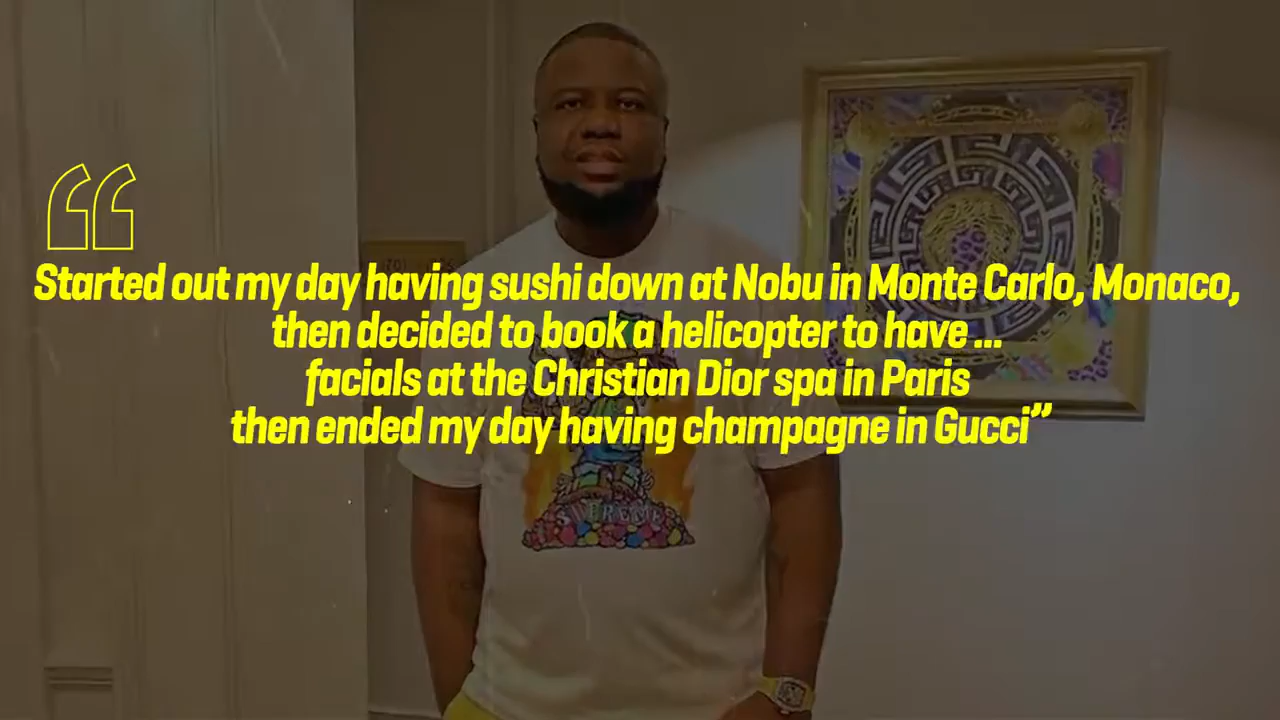 “
Started out my day having sushi down at Nobu in Monte Carlo, Monaco,
then decided to book a helicopter to have ...
facials at the Christian Dior spa in Paris
then ended my day having champagne in Gucci”
SUPREME